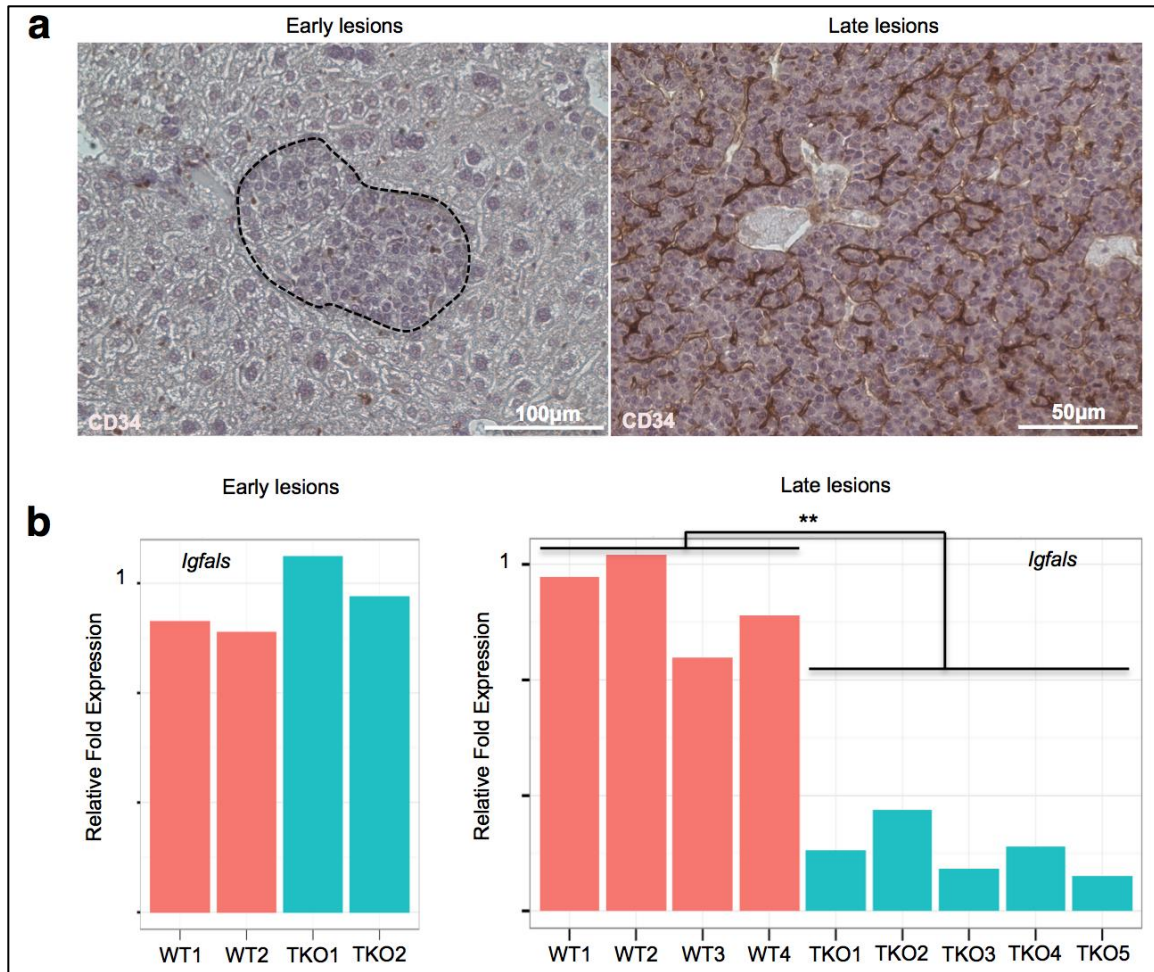 a
Early lesions
Late lesions
CD34
100μm
CD34
50μm
b
Early lesions
Late lesions
Relative Fold Expression
1
Igfals
WT1 WT2 TKO1 TKO2
Relative Fold Expression
1
**
Igfals
WT1 WT2 WT3 WT4 TKO1 TKO2 TKO3 TKO4 TKO5